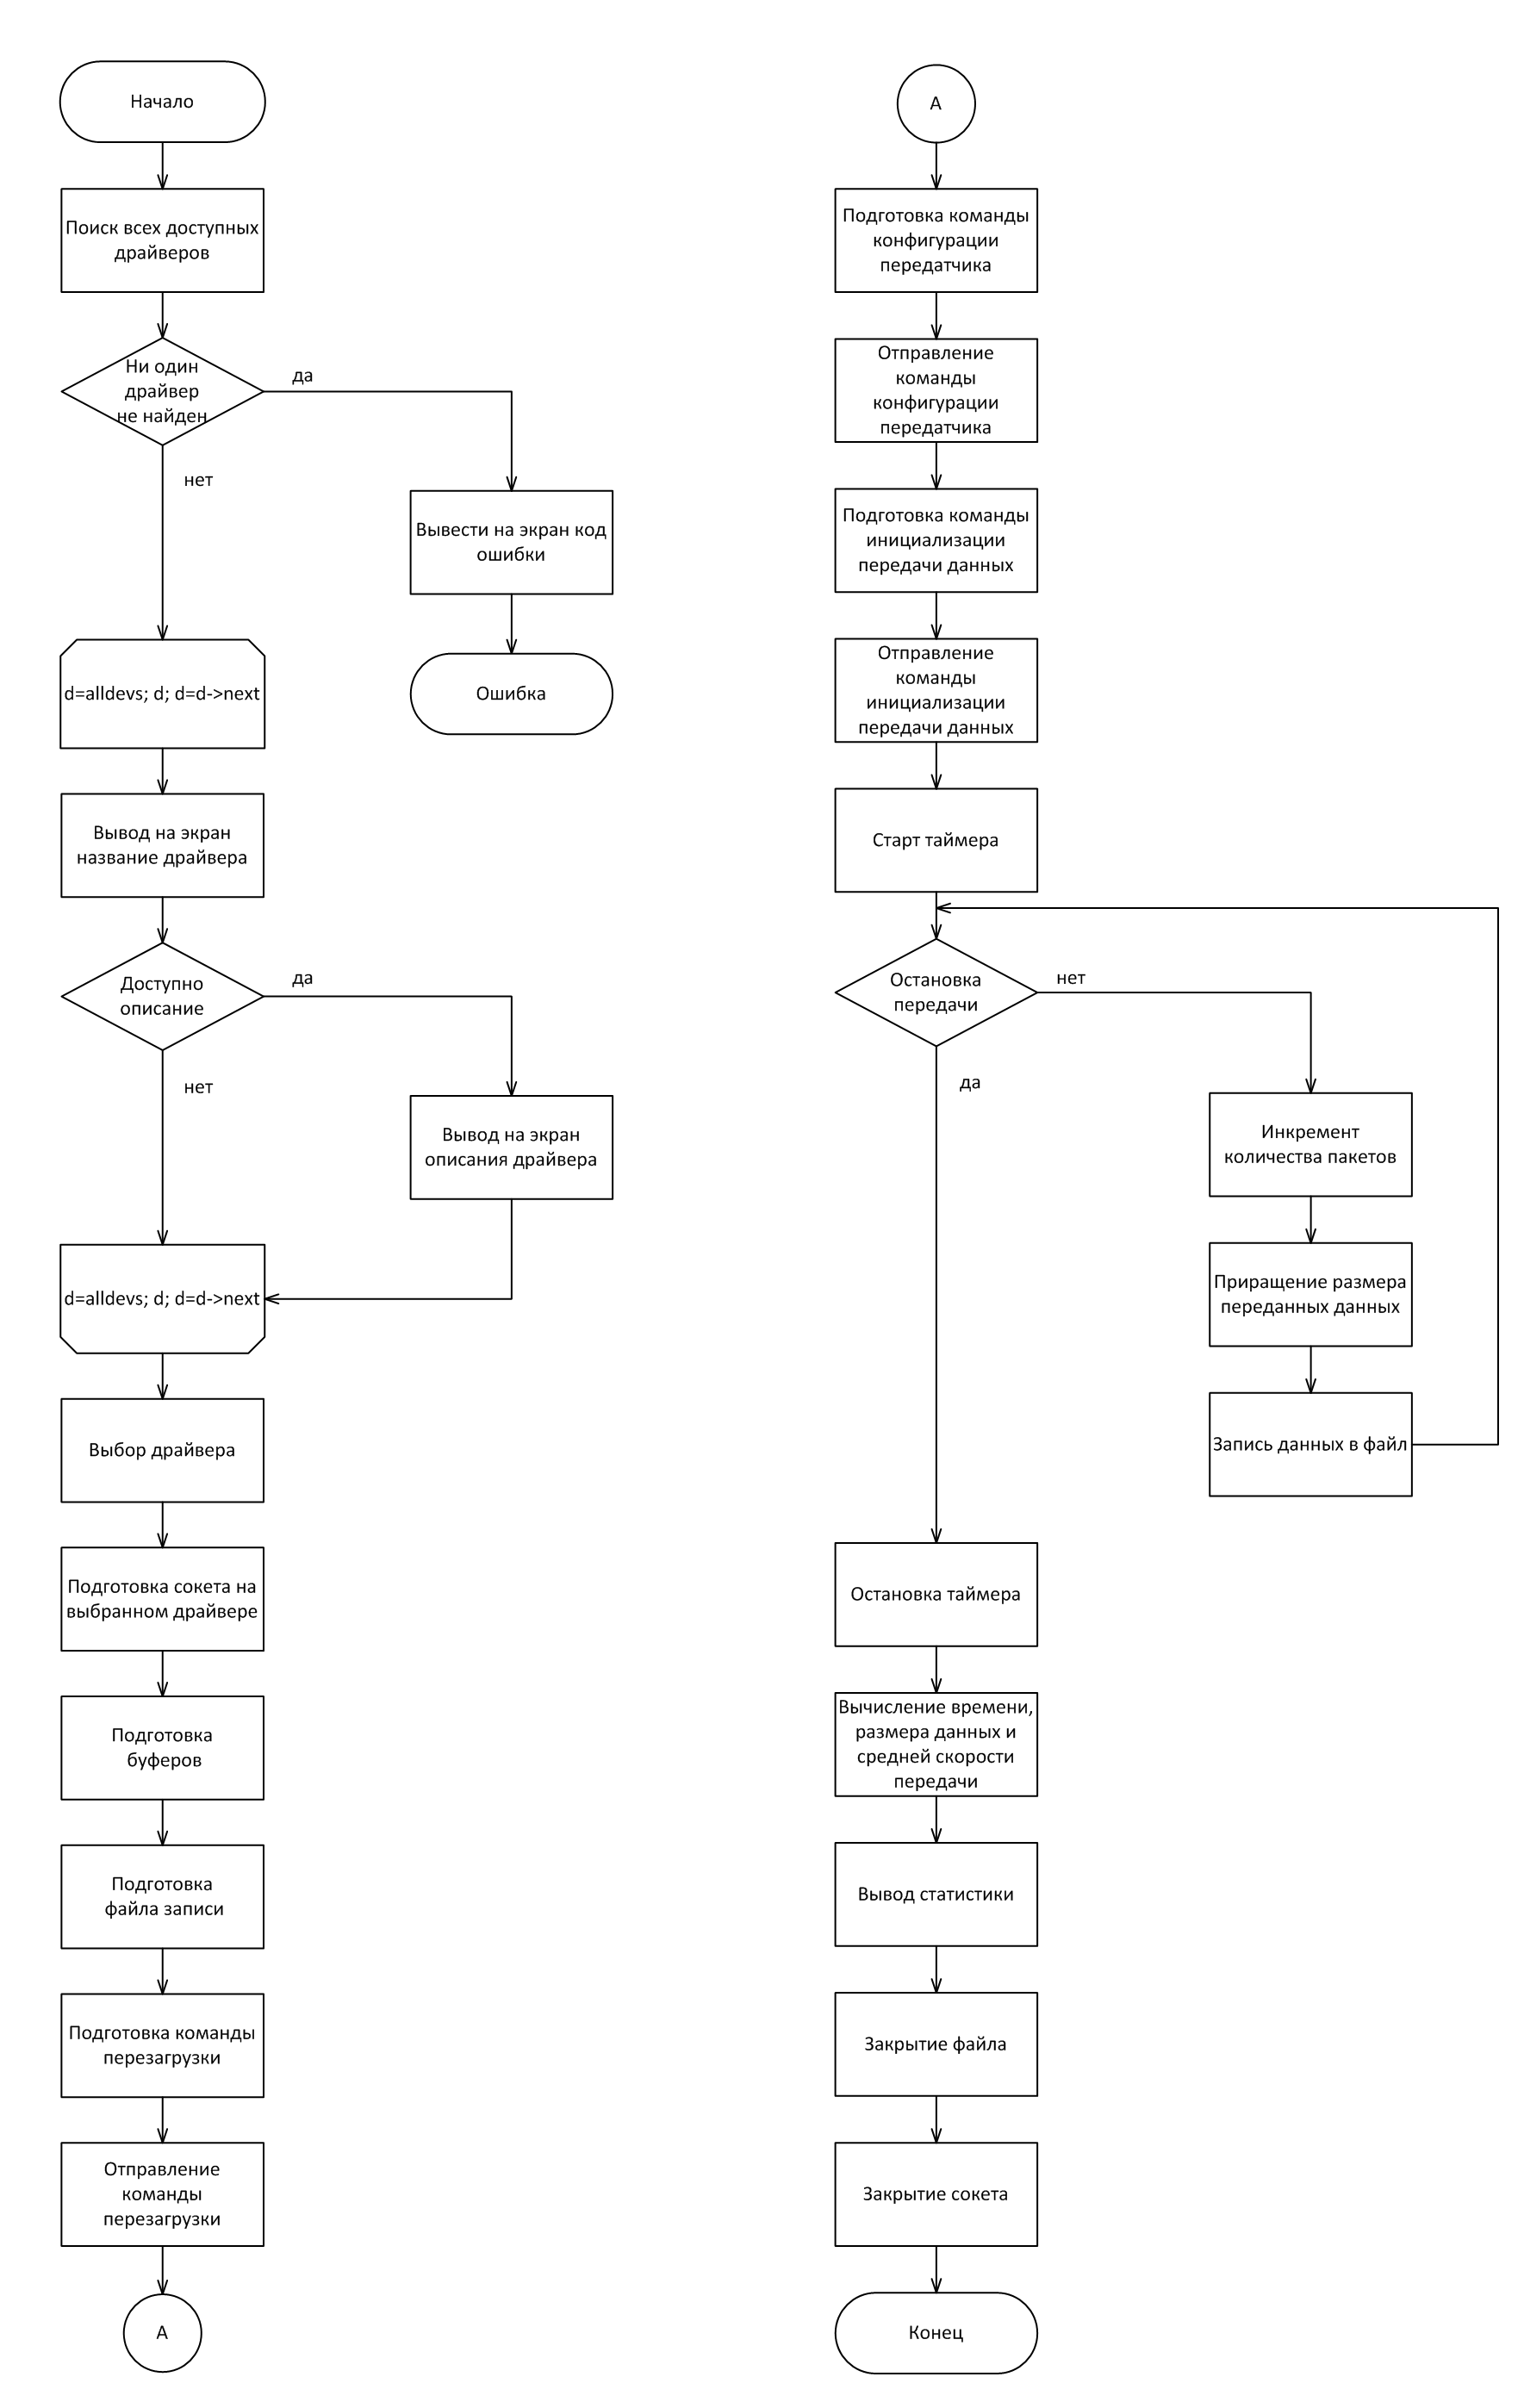 Начало
Поиск всех доступных
драйверов
Ни один
драйвер
не найден
да
нет
Вывести на экран код
ошибки
Ошибка
d=alldevs; d; d=d->next
Вывод на экран
название драйвера
Доступно
описание
да
нет
Вывод на экран
описания драйвера
d=alldevs; d; d=d->next
Выбор драйвера
Подготовка сокета на
выбранном драйвере
Подготовка
буферов
Подготовка
файла записи
Подготовка команды
перезагрузки
Отправление
команды
перезагрузки
А
А
Подготовка команды
конфигурации
передатчика
Отправление
команды
конфигурации
передатчика
Подготовка команды
инициализации
передачи данных
Отправление
команды
инициализации
передачи данных
Старт таймера
Остановка
передачи
нет
да
Инкремент
количества пакетов
Приращение размера
переданных данных
Запись данных в файл
Остановка таймера
Вычисление времени,
размера данных и
средней скорости
передачи
Вывод статистики
Закрытие файла
Закрытие сокета
Конец